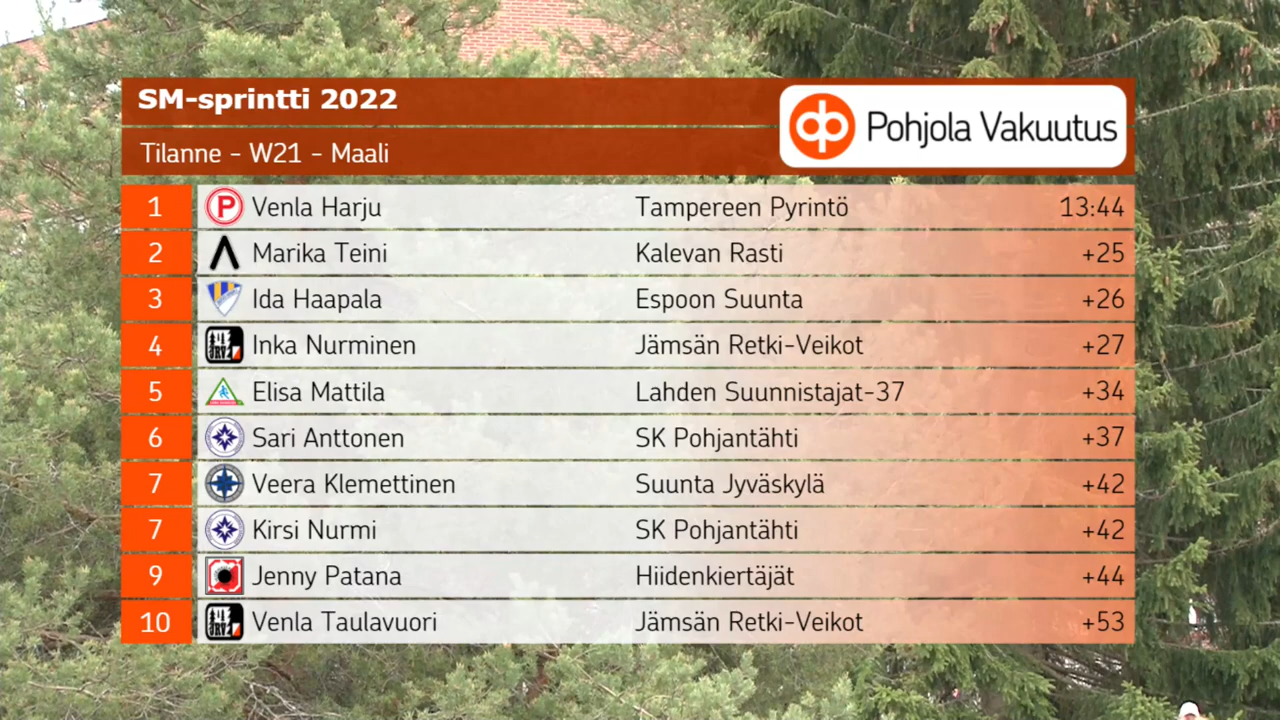 SM-sprintti 2022
Pohjola Vakuutus
Tilanne - W21 - Maali
1 Venla Harju Tampereen Pyrintö 13:44
2 Marika Teini Kalevan Rasti +25
3 Ida Haapala Espoon Suunta +26
4 Inka Nurminen Jämsän Retki-Veikot +27
5 Elisa Mattila Lahden Suunnistajat-37 +34
6 Sari Anttonen SK Pohjantähti +37
7 Veera Klemettinen Suunta Jyväskylä +42
7 Kirsi Nurmi SK Pohjantähti +42
9 Jenny Patana Hiidenkiertäjät +44
10 Venla Taulavuori Jämsän Retki-Veikot +53